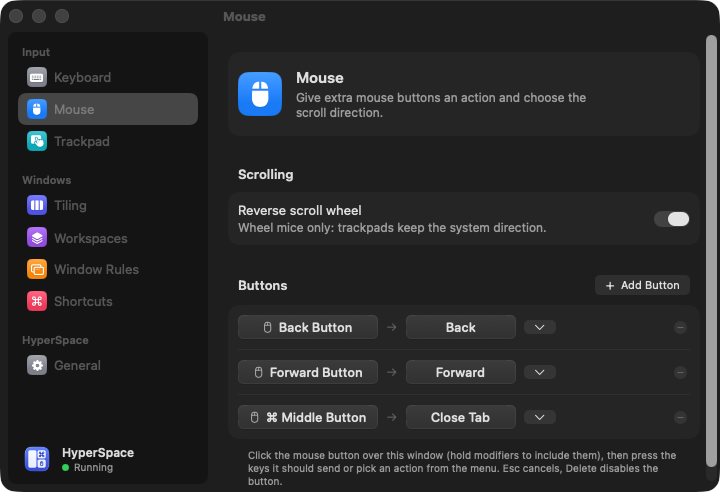 Mouse
Input
Keyboard
Mouse
Trackpad
Windows
Tiling
Workspaces
Window Rules
Shortcuts
HyperSpace
General
HyperSpace
Running
Mouse
Give extra mouse buttons an action and choose the
scroll direction.
Scrolling
Reverse scroll wheel
Wheel mice only: trackpads keep the system direction.
Buttons
+ Add Button
Back Button → Back
Forward Button → Forward
⌘ Middle Button → Close Tab
Click the mouse button over this window (hold modifiers to include them), then press the
keys it should send or pick an action from the menu. Esc cancels, Delete disables the
button.